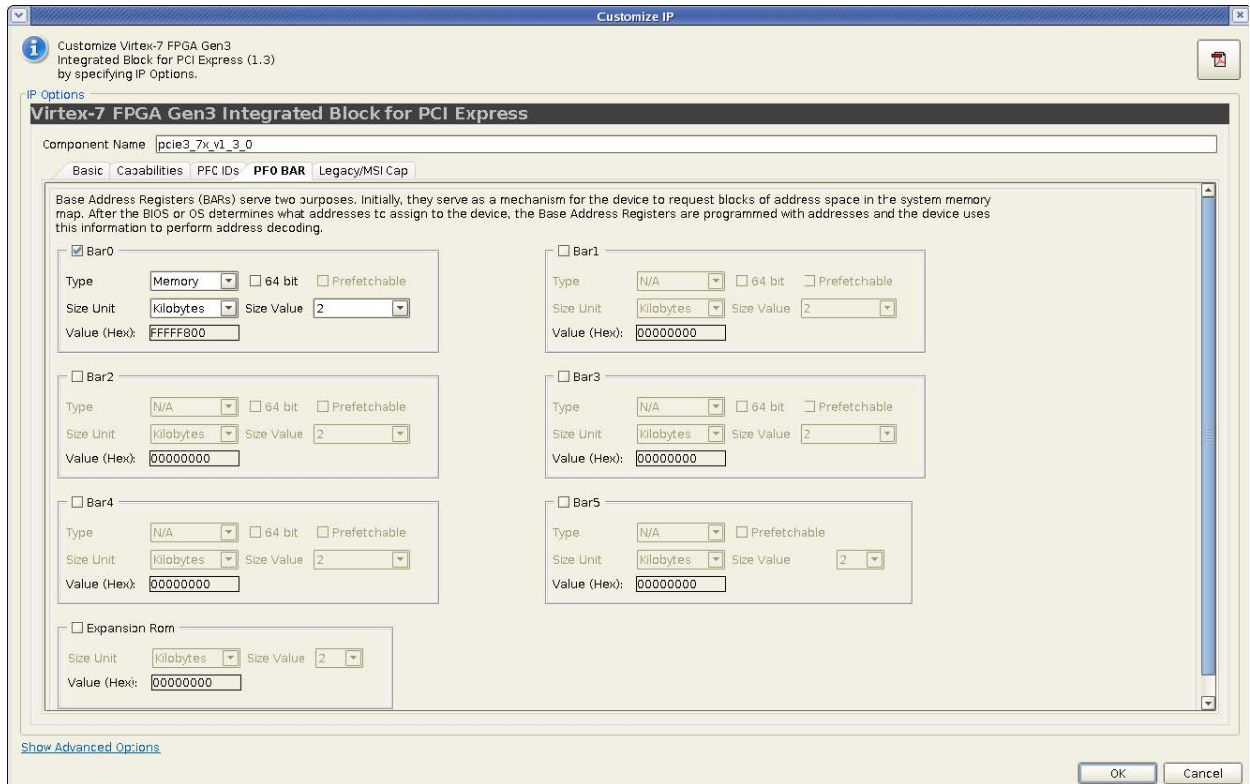 Customize IP
Customize Virtex-7 FPGA Gen3
Integrated Block for PCI Express (1.3)
by specifying IP Options.
IP Options
Virtex-7 FPGA Gen3 Integrated Block for PCI Express
Component Name pcie3_7x_v1_3_0
Basic Capabilities PF0 IDs PF0 BAR Legacy/MSI Cap
Base Address Registers (BARs) serve two purposes. Initially, they serve as a mechanism for the device to request blocks of address space in the system memory
map. After the BIOS or OS determines what addresses to assign to the device, the Base Address Registers are programmed with addresses and the device uses
this information to perform address decoding.
Bar0
Type Memory 64 bit Prefetchable
Size Unit Kilobytes Size Value 2
Value (Hex): FFFFF800
Bar1
Type N/A 64 bit Prefetchable
Size Unit Kilobytes Size Value 2
Value (Hex): 00000000
Bar2
Type N/A 64 bit Prefetchable
Size Unit Kilobytes Size Value 2
Value (Hex): 00000000
Bar3
Type N/A 64 bit Prefetchable
Size Unit Kilobytes Size Value 2
Value (Hex): 00000000
Bar4
Type N/A 64 bit Prefetchable
Size Unit Kilobytes Size Value 2
Value (Hex): 00000000
Bar5
Type N/A Prefetchable
Size Unit Kilobytes Size Value 2
Value (Hex): 00000000
Expansion Rom
Size Unit Kilobytes Size Value 2
Value (Hex): 00000000
Show Advanced Options
OK Cancel